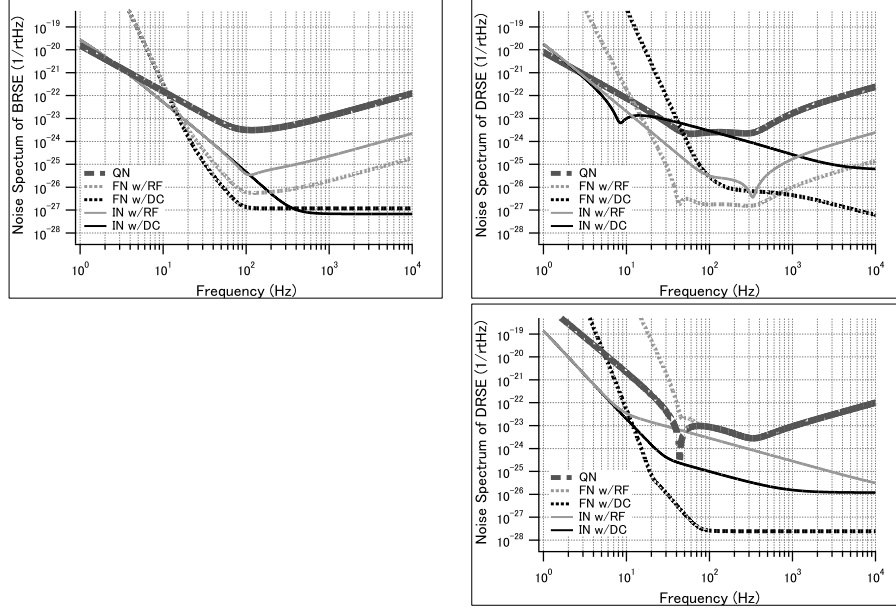 Noise Spectum of BRSE (1/rtHz)
10^-19
10^-20
10^-21
10^-22
10^-23
10^-24
10^-25
10^-26
10^-27
10^-28
QN
FN w/RF
FN w/DC
IN w/RF
IN w/DC
10^0 10^1 10^2 10^3 10^4
Frequency (Hz)
Noise Spectrum of DRSE (1/rtHz)
10^-19
10^-20
10^-21
10^-22
10^-23
10^-24
10^-25
10^-26
10^-27
10^-28
QN
FN w/RF
FN w/DC
IN w/RF
IN w/DC
10^0 10^1 10^2 10^3 10^4
Frequency (Hz)
Noise Spectrum of DRSE (1/rtHz)
10^-19
10^-20
10^-21
10^-22
10^-23
10^-24
10^-25
10^-26
10^-27
10^-28
QN
FN w/RF
FN w/DC
IN w/RF
IN w/DC
10^0 10^1 10^2 10^3 10^4
Frequency (Hz)